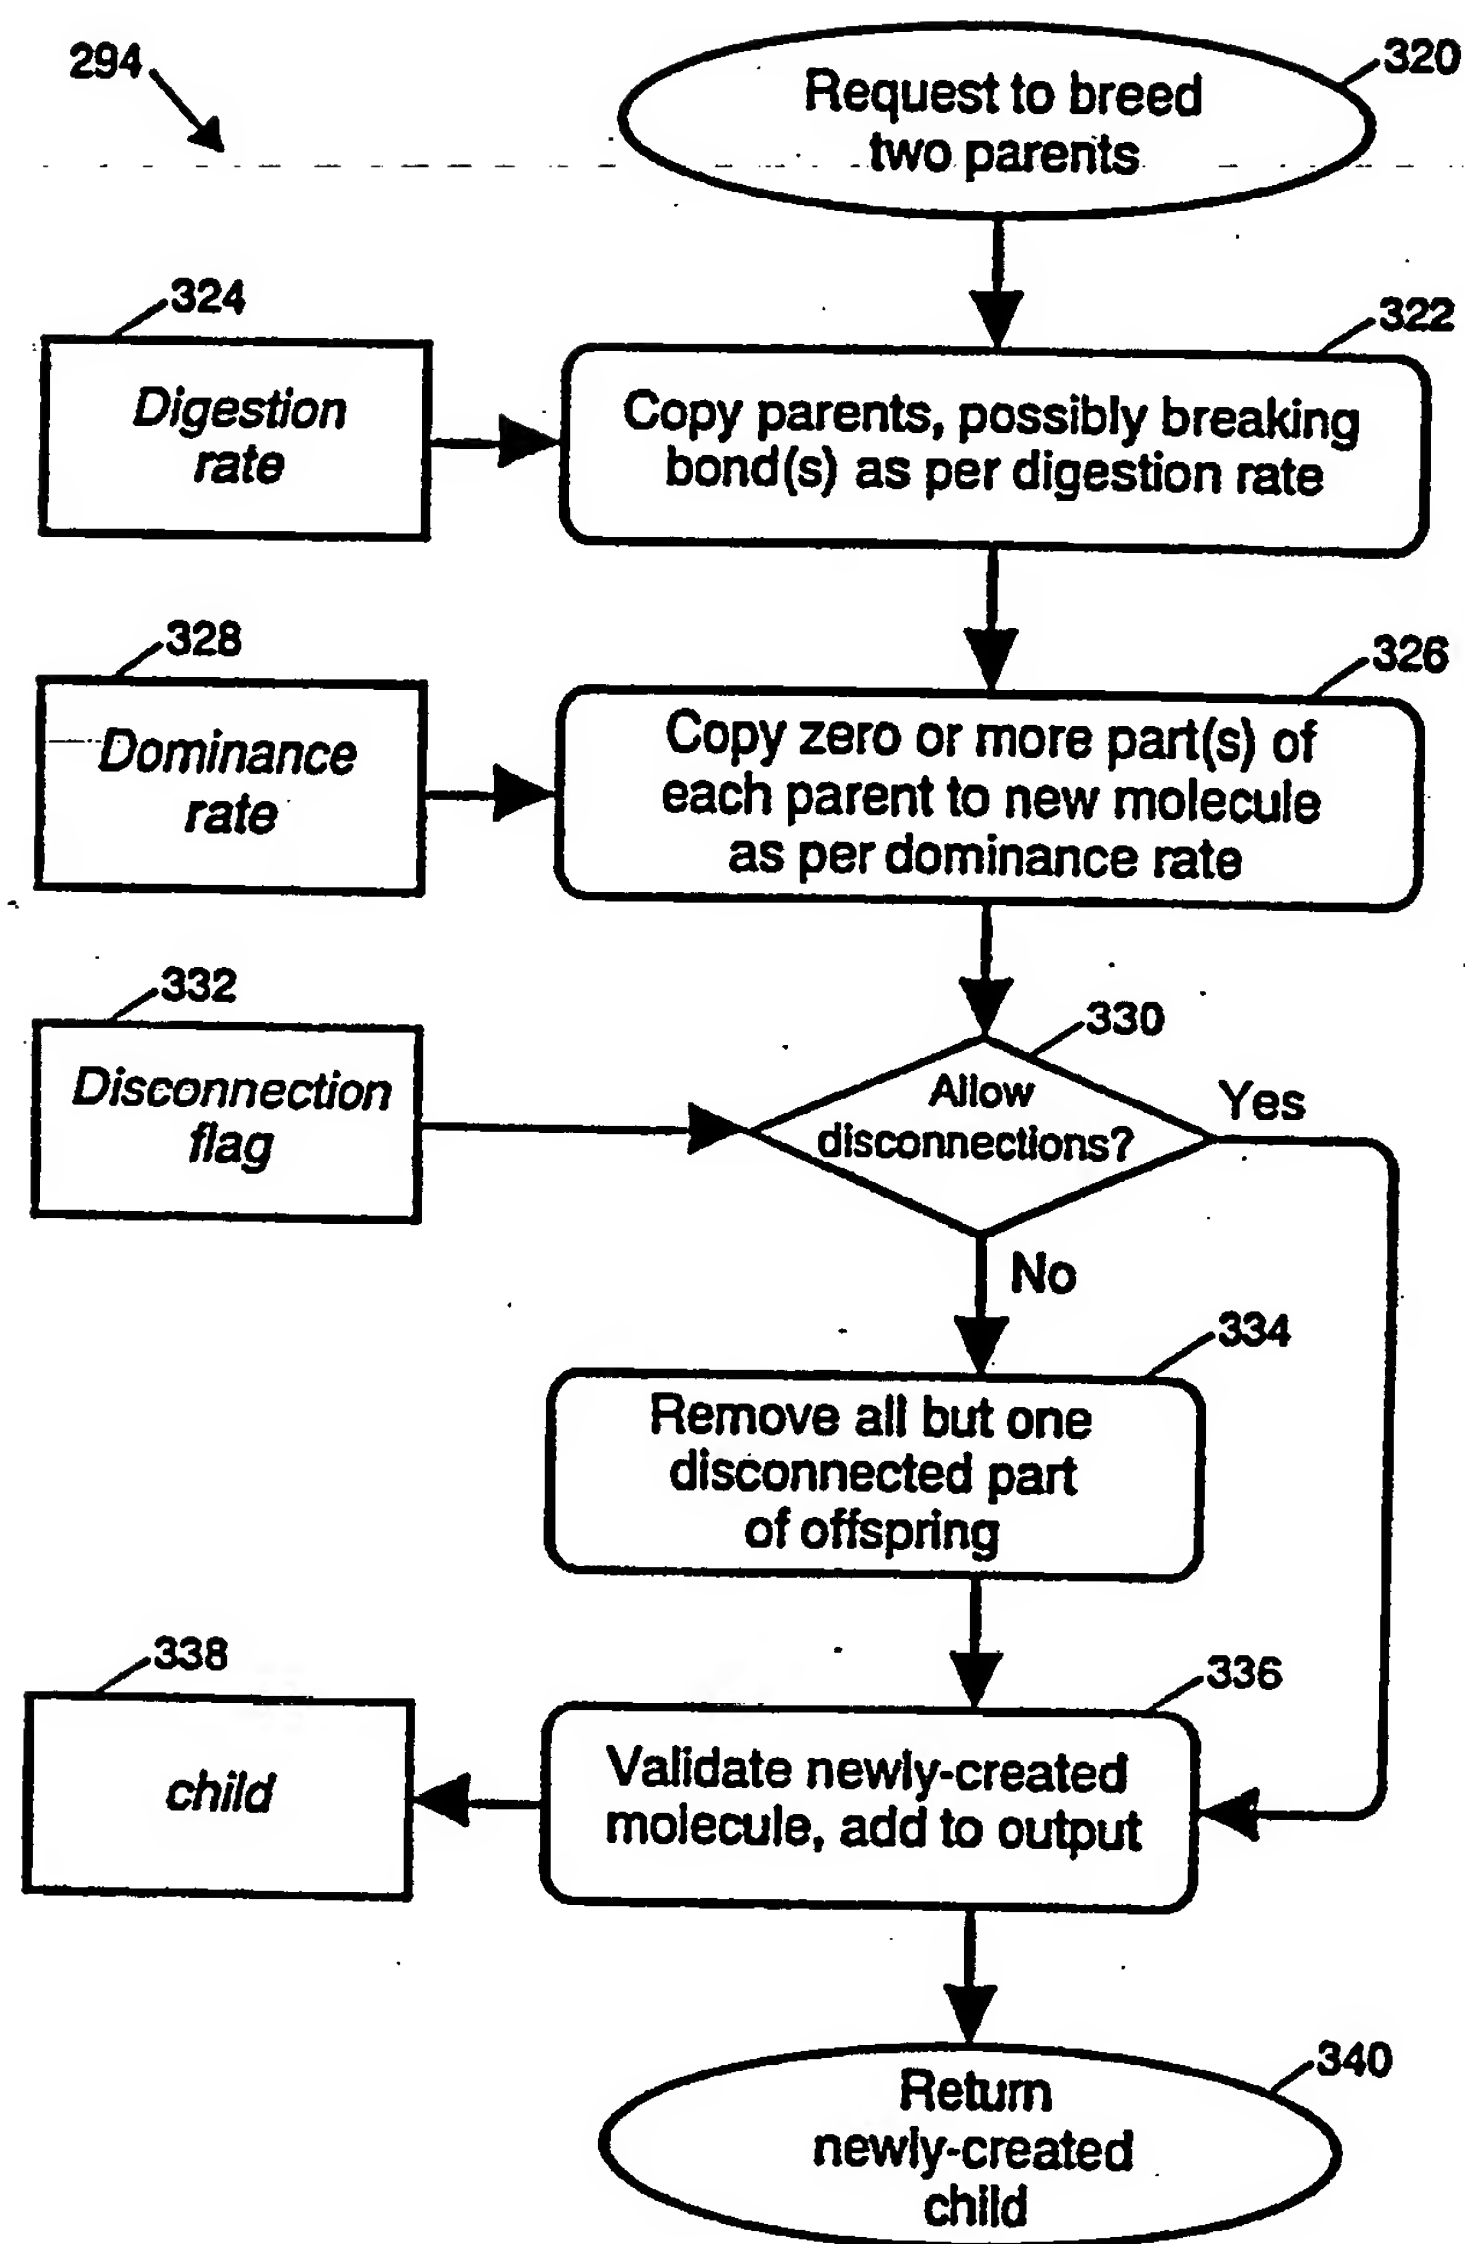 294
320
Request to breed
two parents
324
322
Digestion
rate
Copy parents, possibly breaking
bond(s) as per digestion rate
328
326
Dominance
rate
Copy zero or more part(s) of
each parent to new molecule
as per dominance rate
332
330
Disconnection
flag
Allow
disconnections?
Yes
No
334
Remove all but one
disconnected part
of offspring
338
336
child
Validate newly-created
molecule, add to output
340
Return
newly-created
child